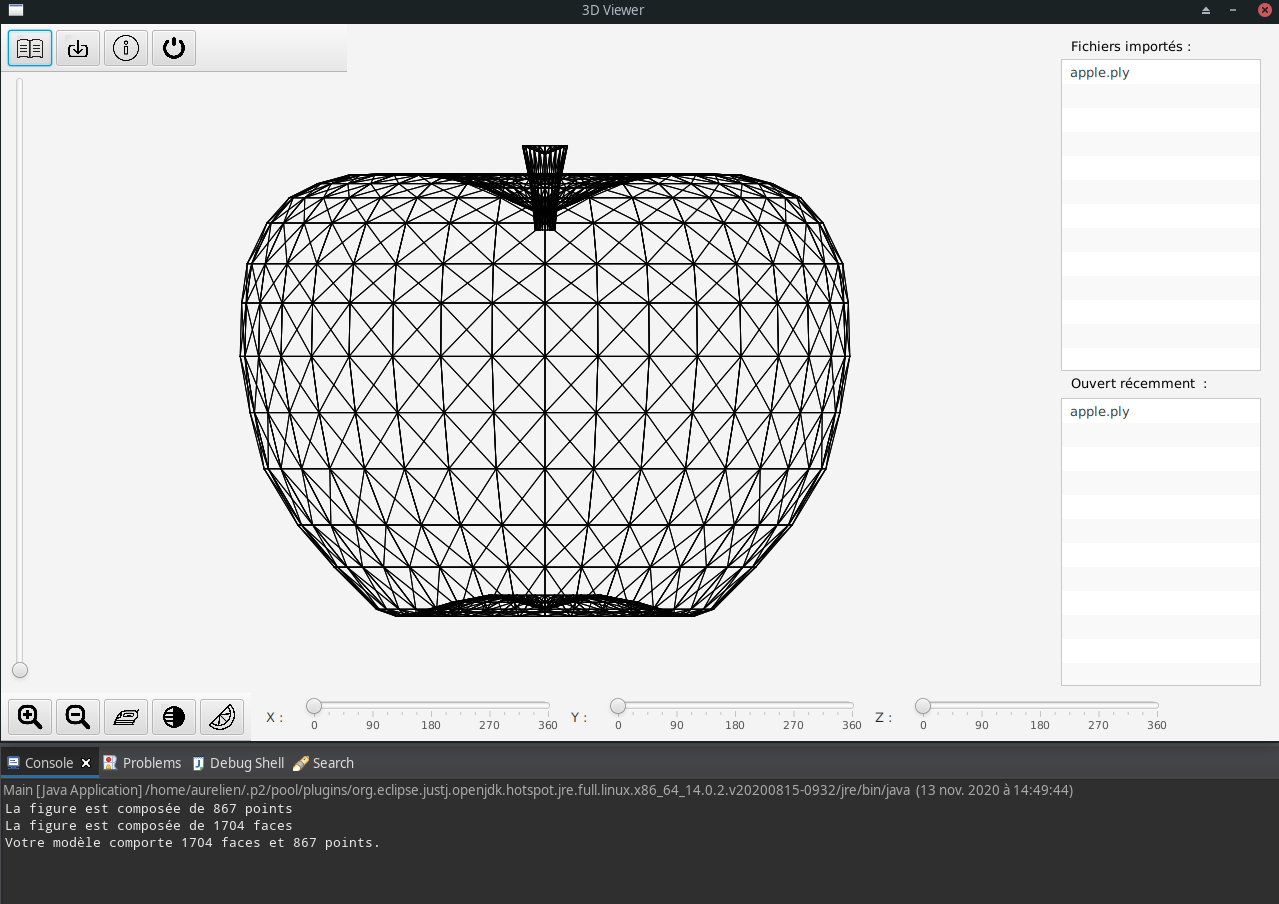 3D Viewer
Fichiers importés :
apple.ply
Ouvert récemment  :
apple.ply
X :
0 90 180 270 360
Y :
0 90 180 270 360
Z :
0 90 180 270 360
Console Problems Debug Shell Search
Main [Java Application] /home/aurelien/.p2/pool/plugins/org.eclipse.justj.openjdk.hotspot.jre.full.linux.x86_64_14.0.2.v20200815-0932/jre/bin/java (13 nov. 2020 à 14:49:44)
La figure est composée de 867 points
La figure est composée de 1704 faces
Votre modèle comporte 1704 faces et 867 points.